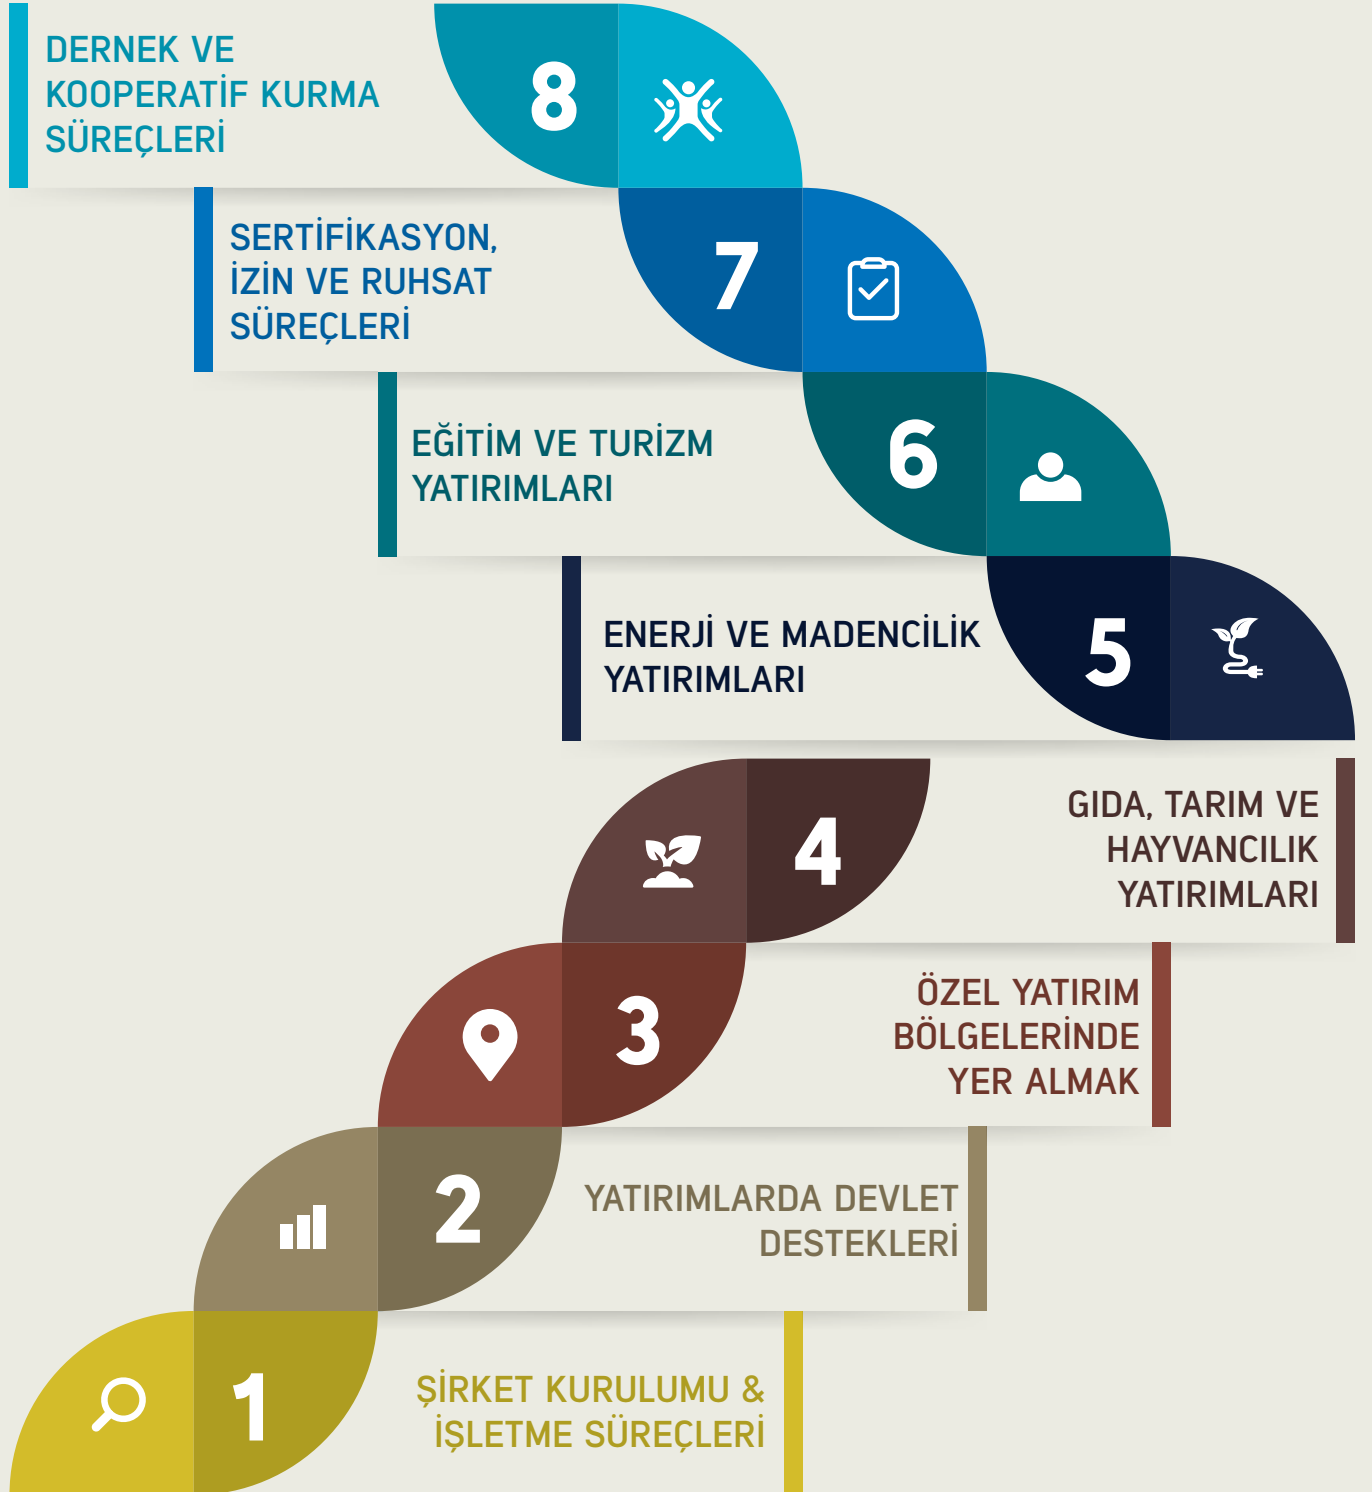 DERNEK VE
KOOPERATİF KURMA
SÜREÇLERİ
8
SERTİFİKASYON,
İZİN VE RUHSAT
SÜREÇLERİ
7
EĞİTİM VE TURİZM
YATIRIMLARI
6
ENERJİ VE MADENCİLİK
YATIRIMLARI
5
4
GIDA, TARIM VE
HAYVANCILIK
YATIRIMLARI
3
ÖZEL YATIRIM
BÖLGELERİNDE
YER ALMAK
2
YATIRIMLARDA DEVLET
DESTEKLERİ
1
ŞİRKET KURULUMU &
İŞLETME SÜREÇLERİ